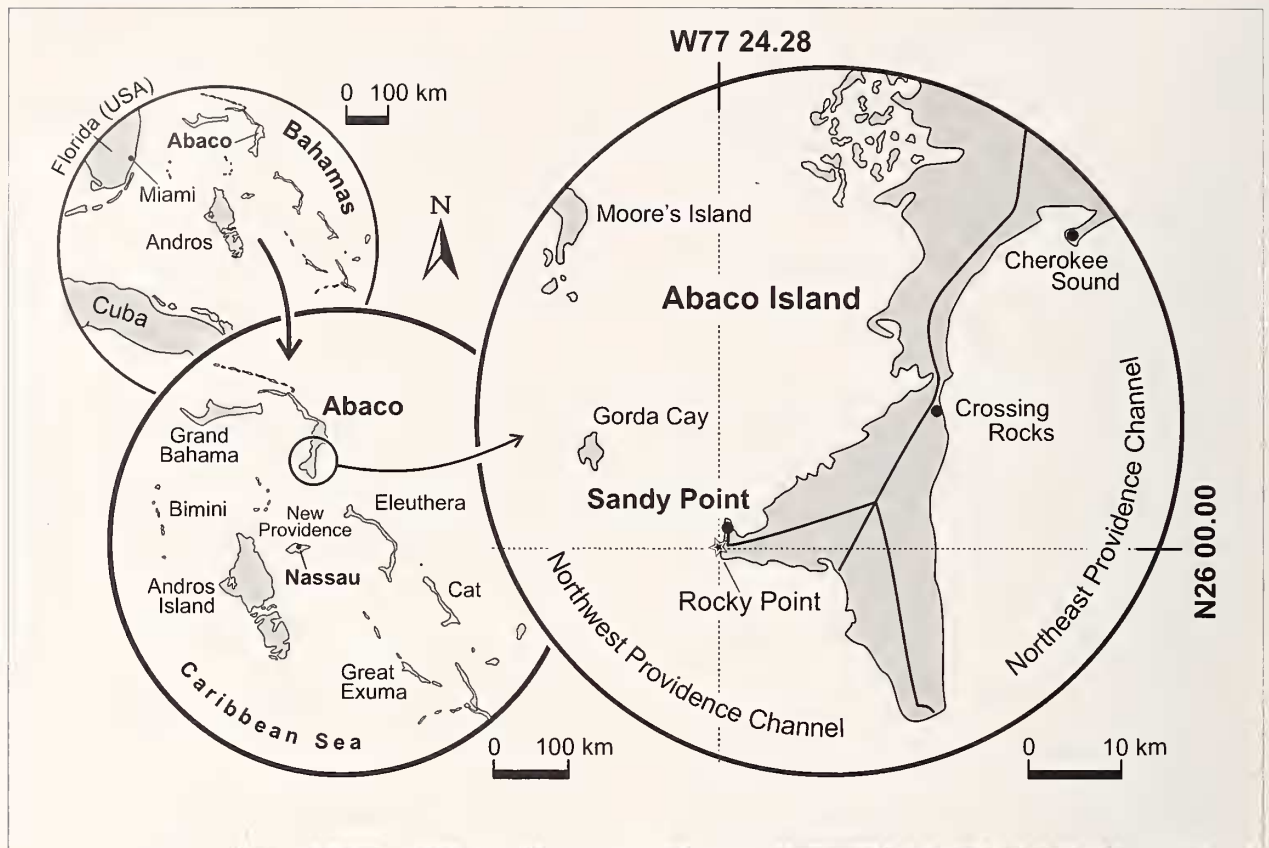 Florida (USA)
Miami
Abaco
Bahamas
Andros
Cuba
0 100 km
N
Abaco
Grand
Bahama
Bimini
New
Providence
Nassau
Eleuthera
Andros
Island
Cat
Great
Exuma
Caribbean Sea
0 100 km
W77 24.28
Moore's Island
Abaco Island
Cherokee
Sound
Gorda Cay
Crossing
Rocks
Sandy Point
Rocky Point
Northwest Providence Channel
Northeast Providence Channel
N26 00.00
0 10 km